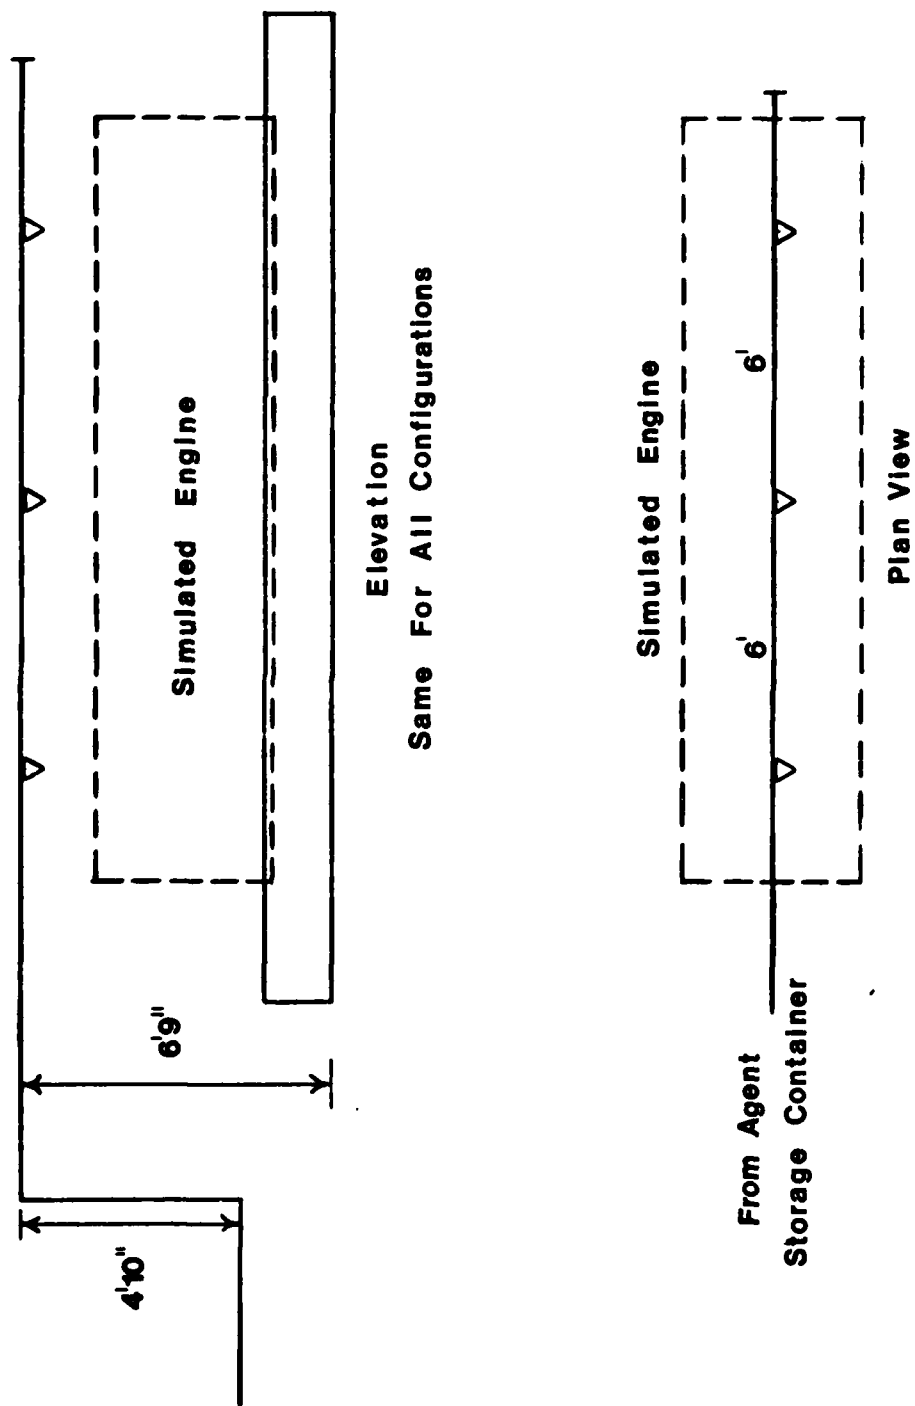 4'10"
6'9"
Simulated Engine
Elevation
Same For All Configurations
From Agent
Storage Container
Simulated Engine
6'
6'
Plan View